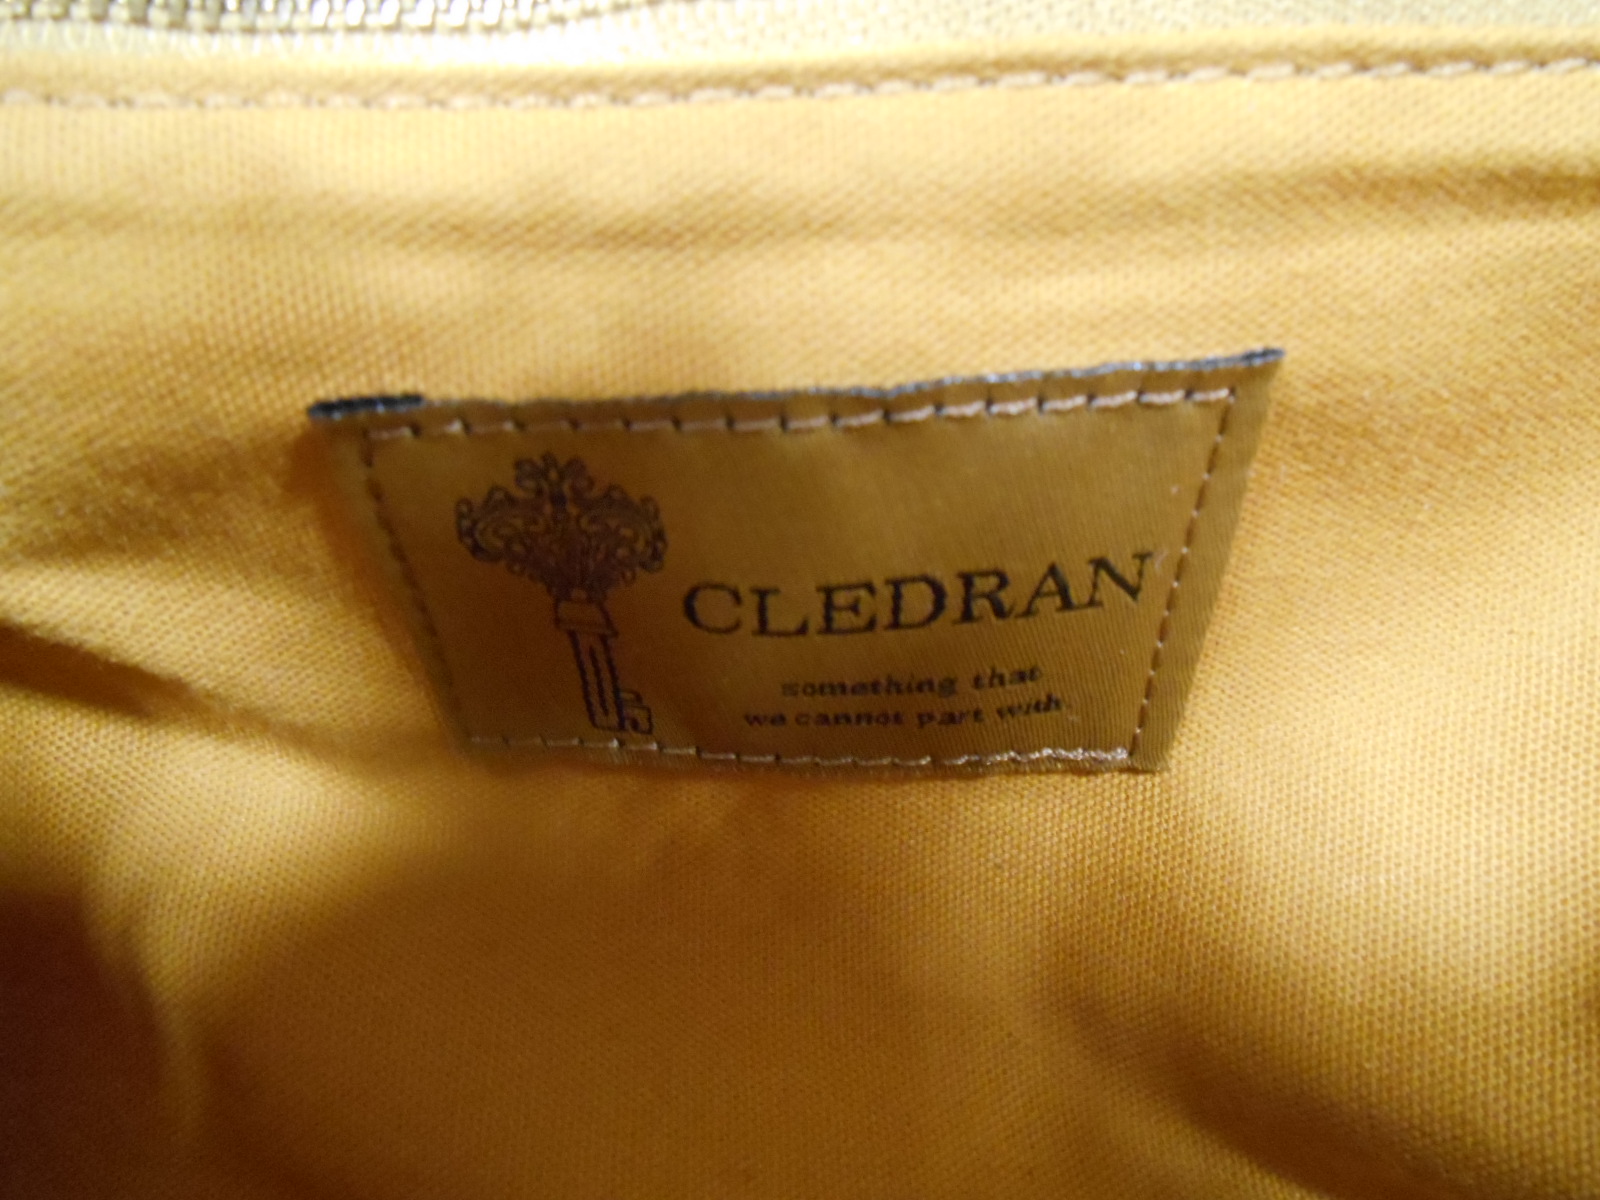 CLEDRAN
something that
we cannot part with.